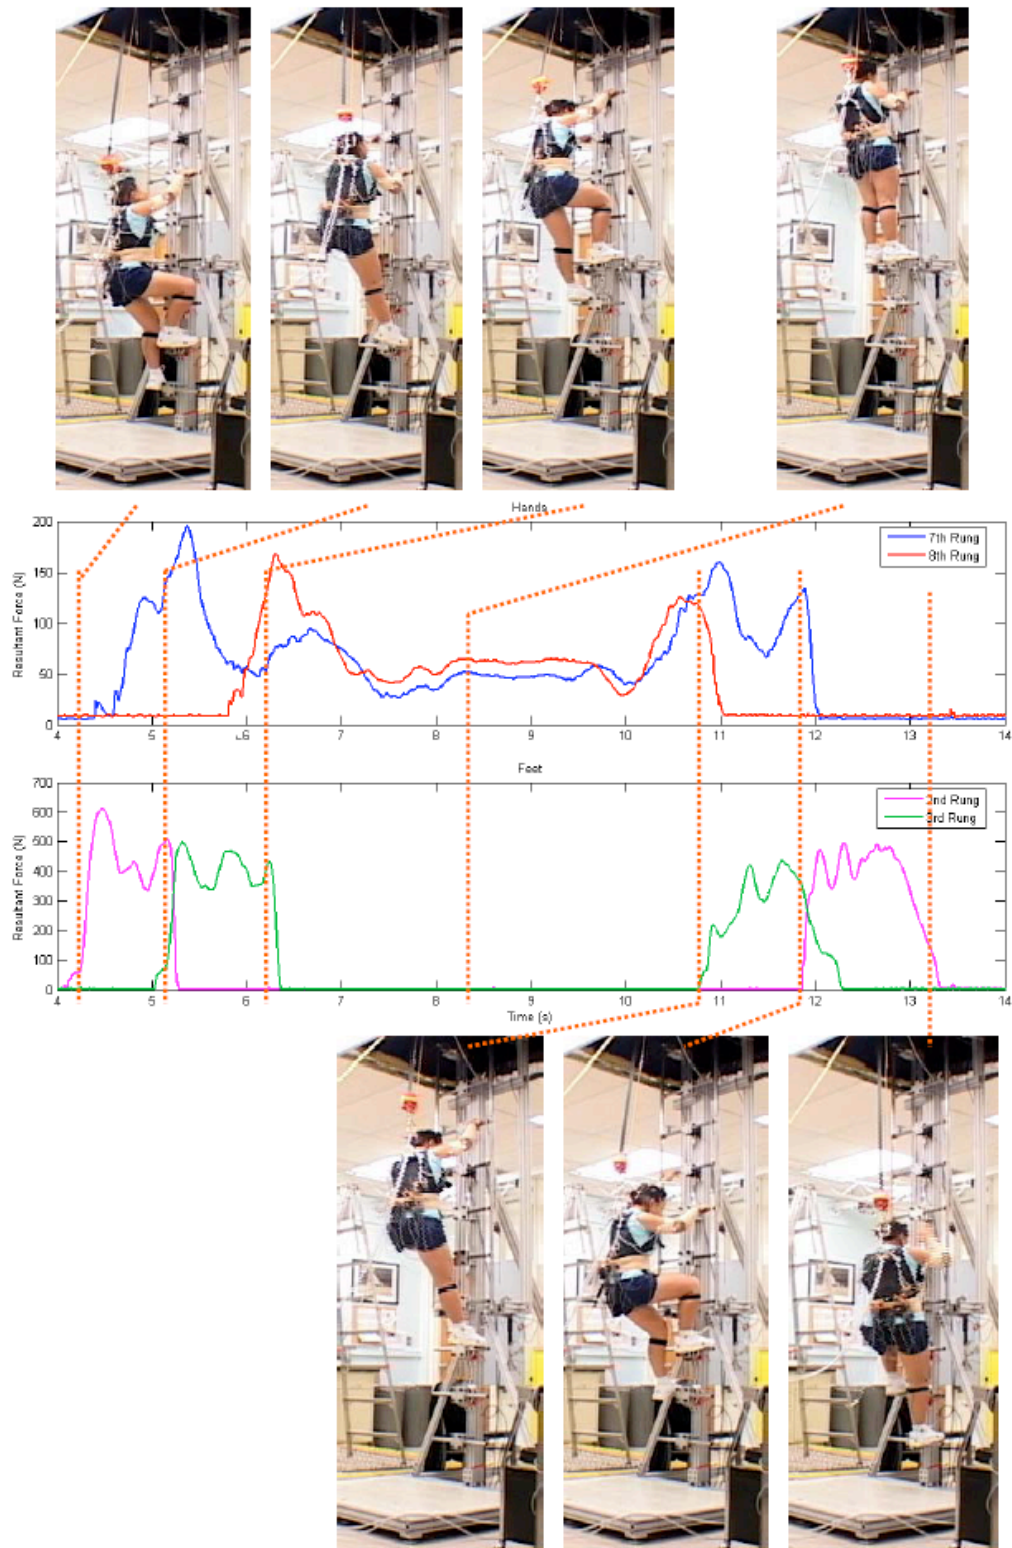 Hands
200
150
100
50
0
Resultant Force (N)
7th Rung
8th Rung
4 5 6 7 8 9 10 11 12 13 14
Feet
700
600
500
400
300
200
100
0
Resultant Force (N)
2nd Rung
3rd Rung
4 5 6 7 8 9 10 11 12 13 14
Time (s)